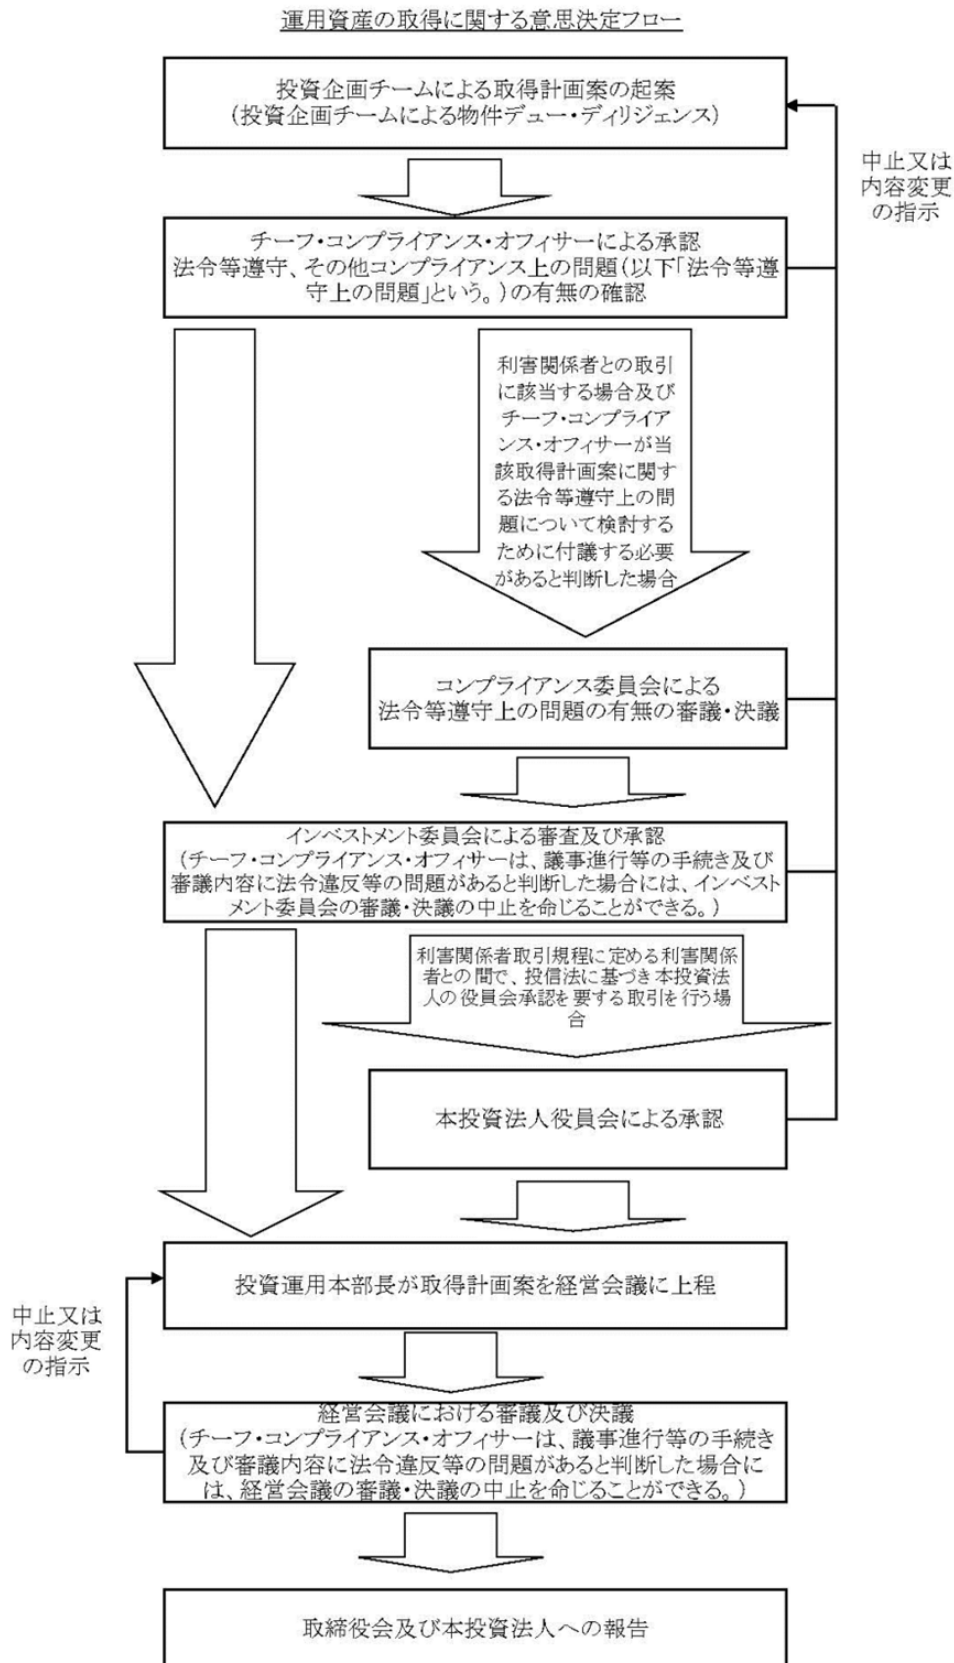 運用資産の取得に関する意思決定フロー
投資企画チームによる取得計画案の起案
(投資企画チームによる物件デュー・ディリジェンス)
中止又は
内容変更
の指示
チーフ・コンプライアンス・オフィサーによる承認
法令等遵守、その他コンプライアンス上の問題(以下「法令等遵
守上の問題」という。)の有無の確認
利害関係者との取引
に該当する場合及び
チーフ・コンプライア
ンス・オフィサーが当
該取得計画案に関す
る法令等遵守上の問
題について検討する
ために付議する必要
があると判断した場合
コンプライアンス委員会による
法令等遵守上の問題の有無の審議・決議
インベストメント委員会による審査及び承認
(チーフ・コンプライアンス・オフィサーは、議事進行等の手続き及び
審議内容に法令違反等の問題があると判断した場合には、インベスト
メント委員会の審議・決議の中止を命じることができる。)
利害関係者取引規程に定める利害関係
者との間で、投信法に基づき本投資法
人の役員会承認を要する取引を行う場
合
本投資法人役員会による承認
投資運用本部長が取得計画案を経営会議に上程
中止又は
内容変更
の指示
経営会議における審議及び決議
(チーフ・コンプライアンス・オフィサーは、議事進行等の手続き
及び審議内容に法令違反等の問題があると判断した場合に
は、経営会議の審議・決議の中止を命じることができる。)
取締役会及び本投資法人への報告